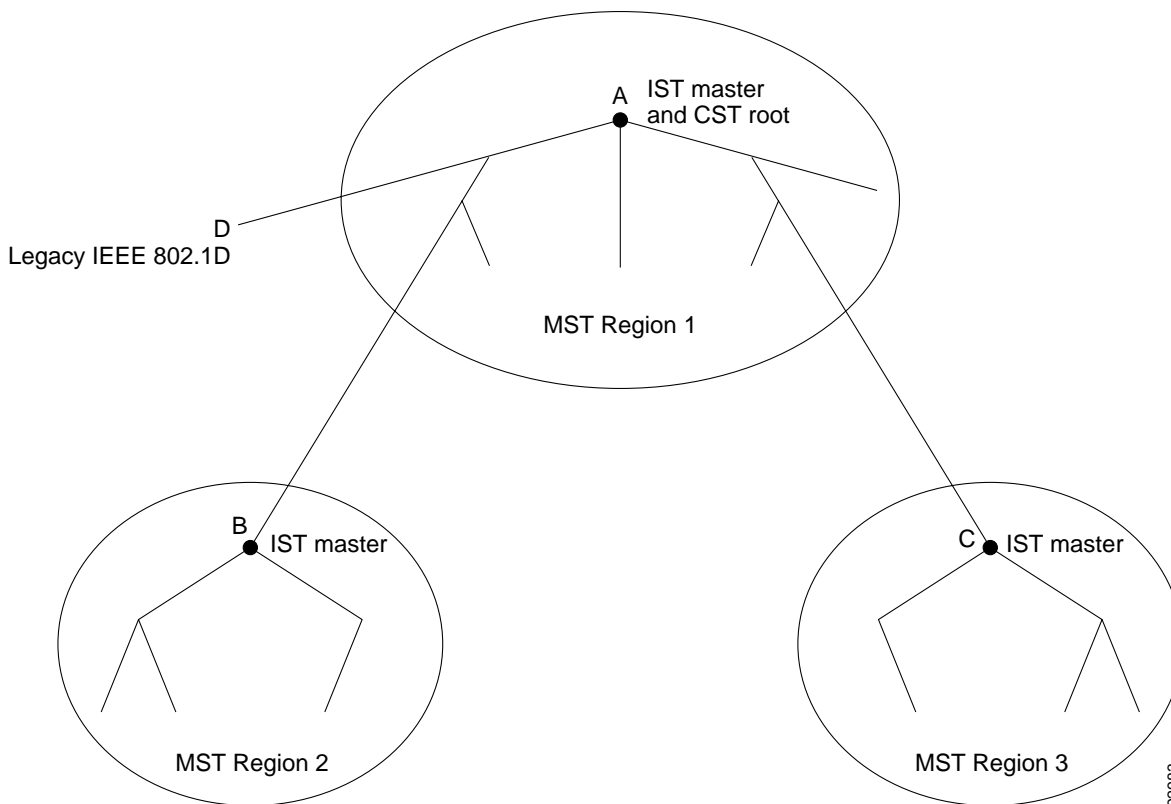 A
IST master
and CST root
D
Legacy IEEE 802.1D
MST Region 1
B
IST master
C
IST master
MST Region 2
MST Region 3